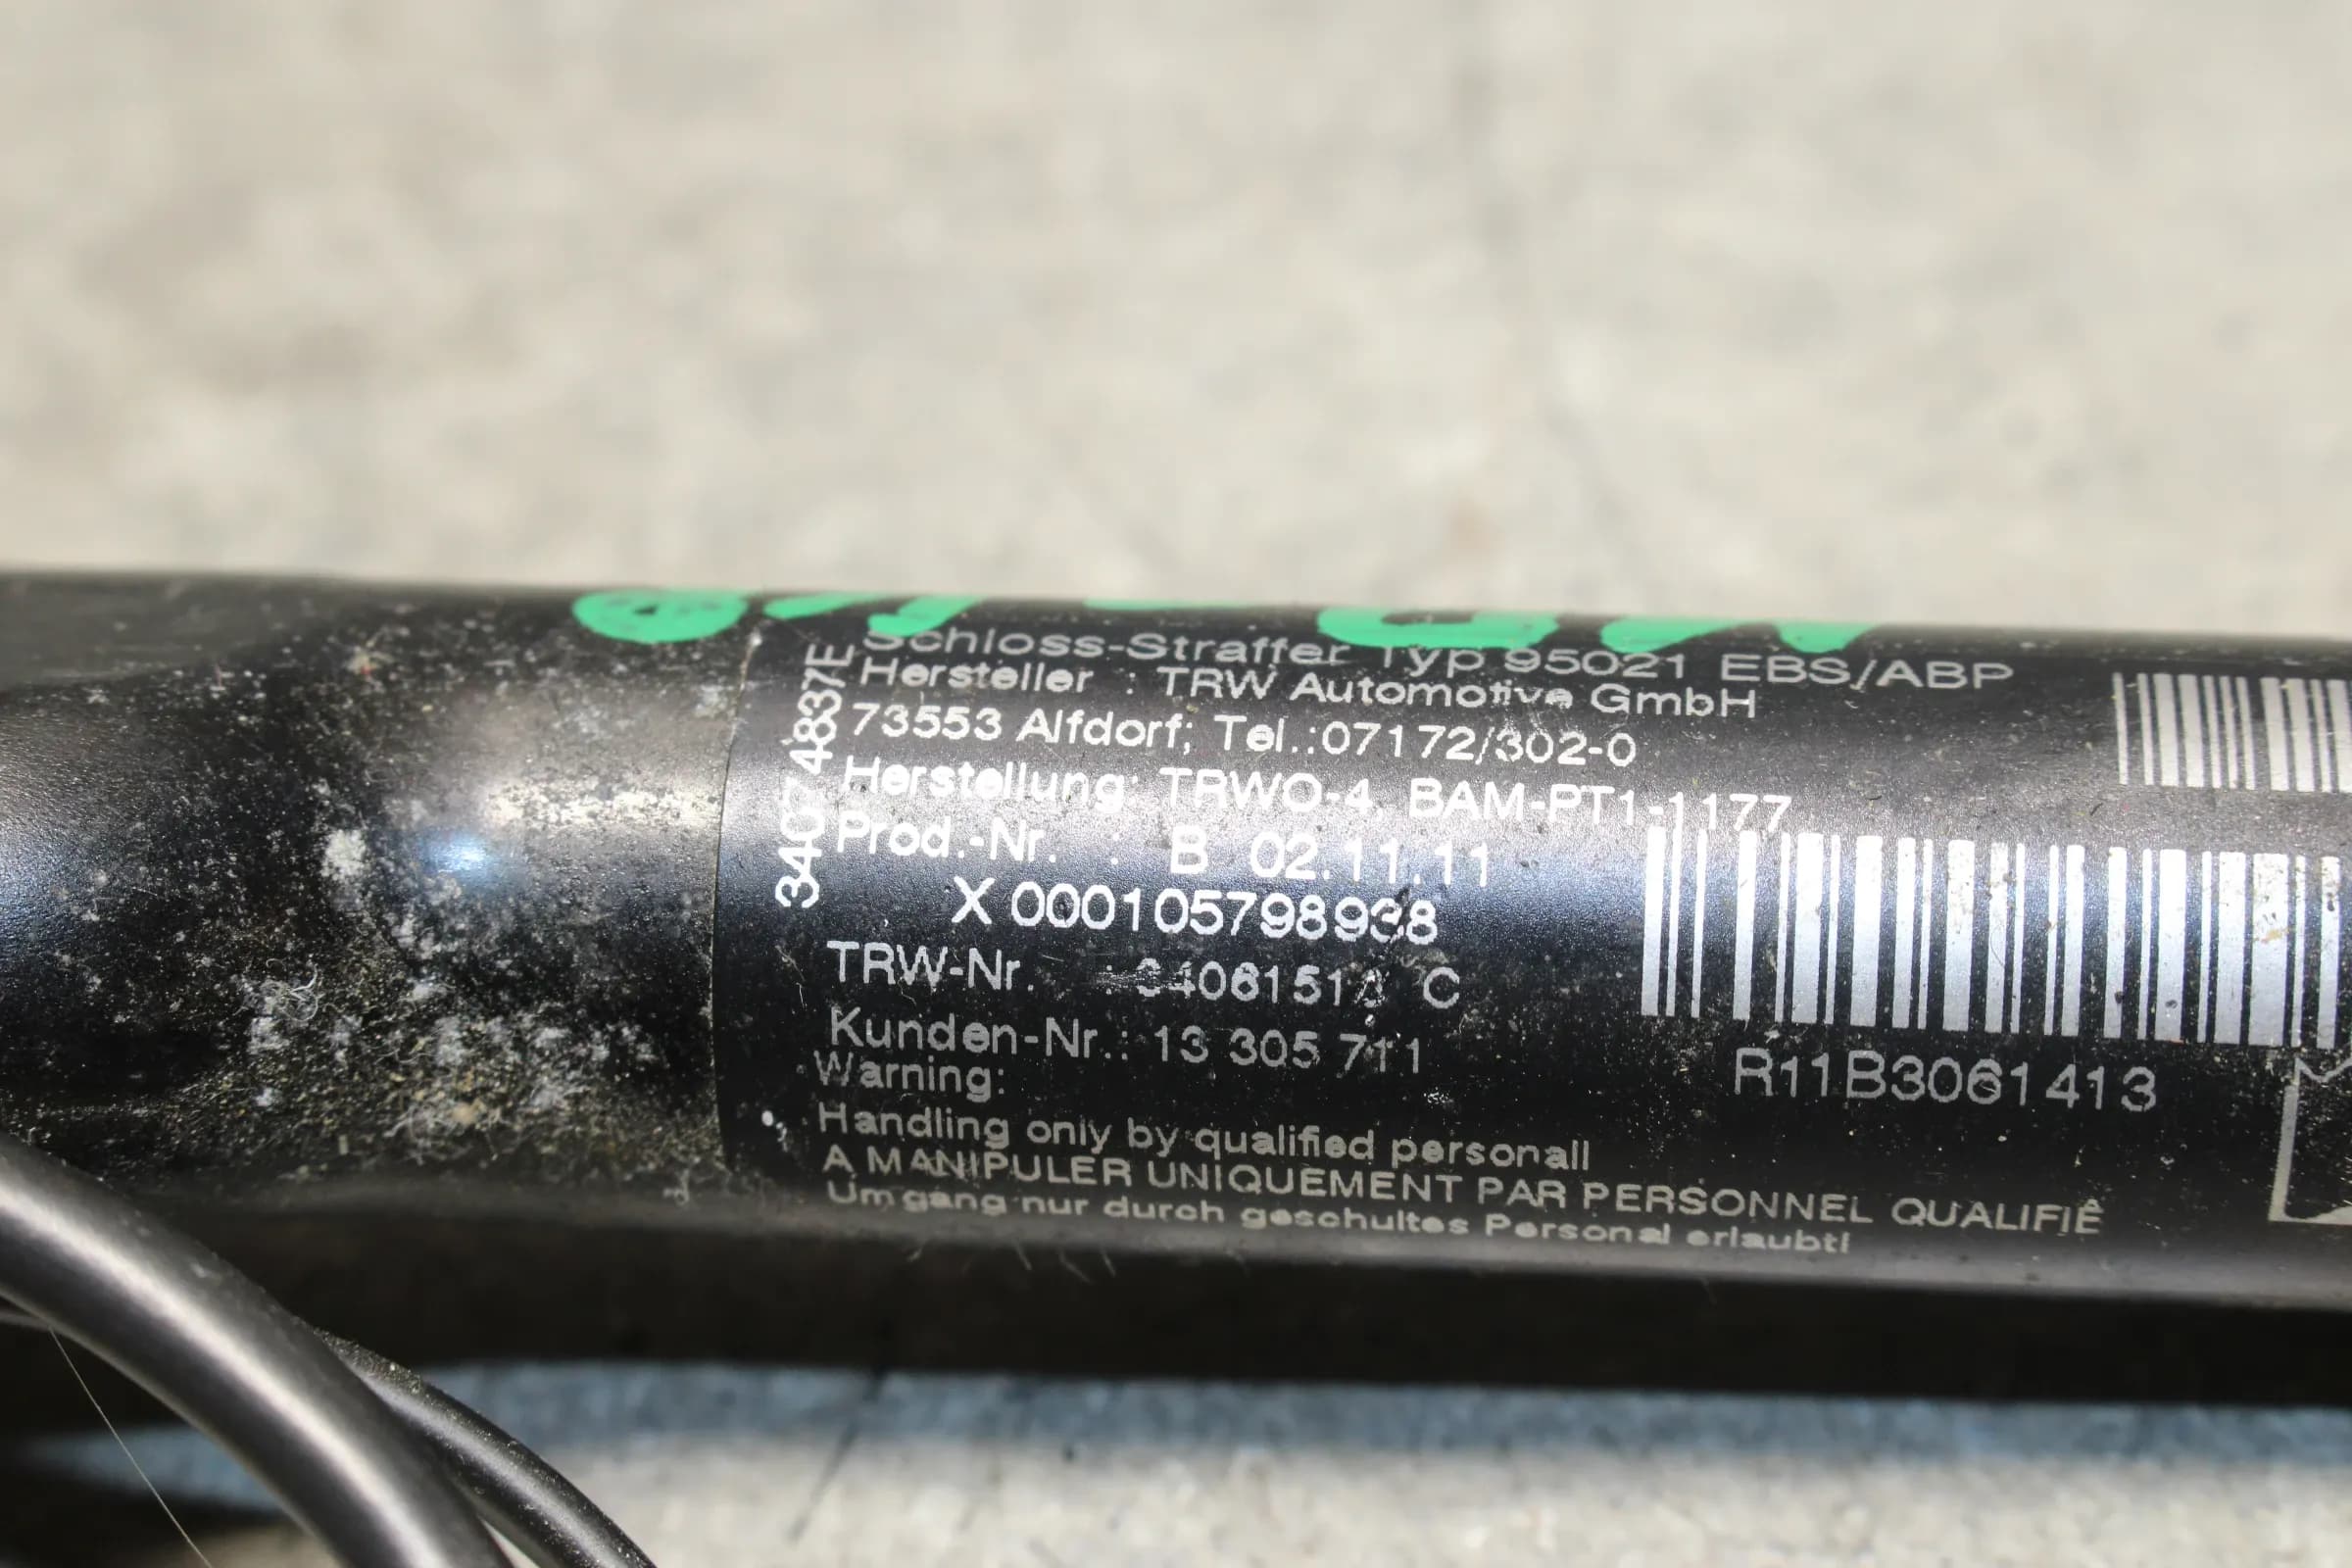 Schloss-Straffer Typ 95021 EBS/ABP
Hersteller : TRW Automotive GmbH
73553 Alfdorf; Tel.:07172/302-0
Herstellung: TRWO-4, BAM-PT1-1177
Prod.-Nr. : B 02.11.11
X 000105798938
TRW-Nr. : C
Kunden-Nr.: 13 305 711
Warning:
Handling only by qualified personall
A MANIPULER UNIQUEMENT PAR PERSONNEL QUALIFIÊ
Umgang nur durch geschultes Personal erlaubt!
R11B3061413